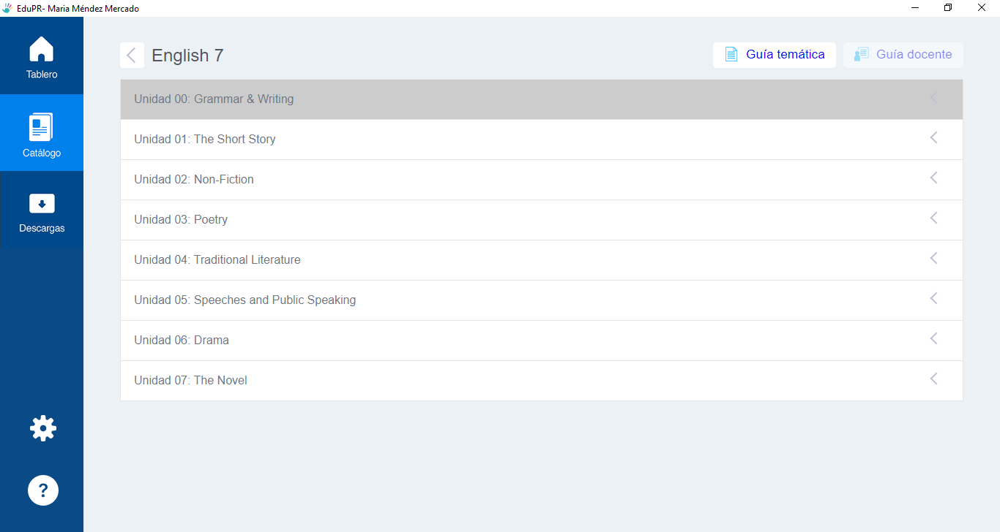 EduPR- Maria Méndez Mercado
Tablero
Catálogo
Descargas
?
English 7
Guía temática
Guía docente
Unidad 00: Grammar & Writing
Unidad 01: The Short Story
Unidad 02: Non-Fiction
Unidad 03: Poetry
Unidad 04: Traditional Literature
Unidad 05: Speeches and Public Speaking
Unidad 06: Drama
Unidad 07: The Novel